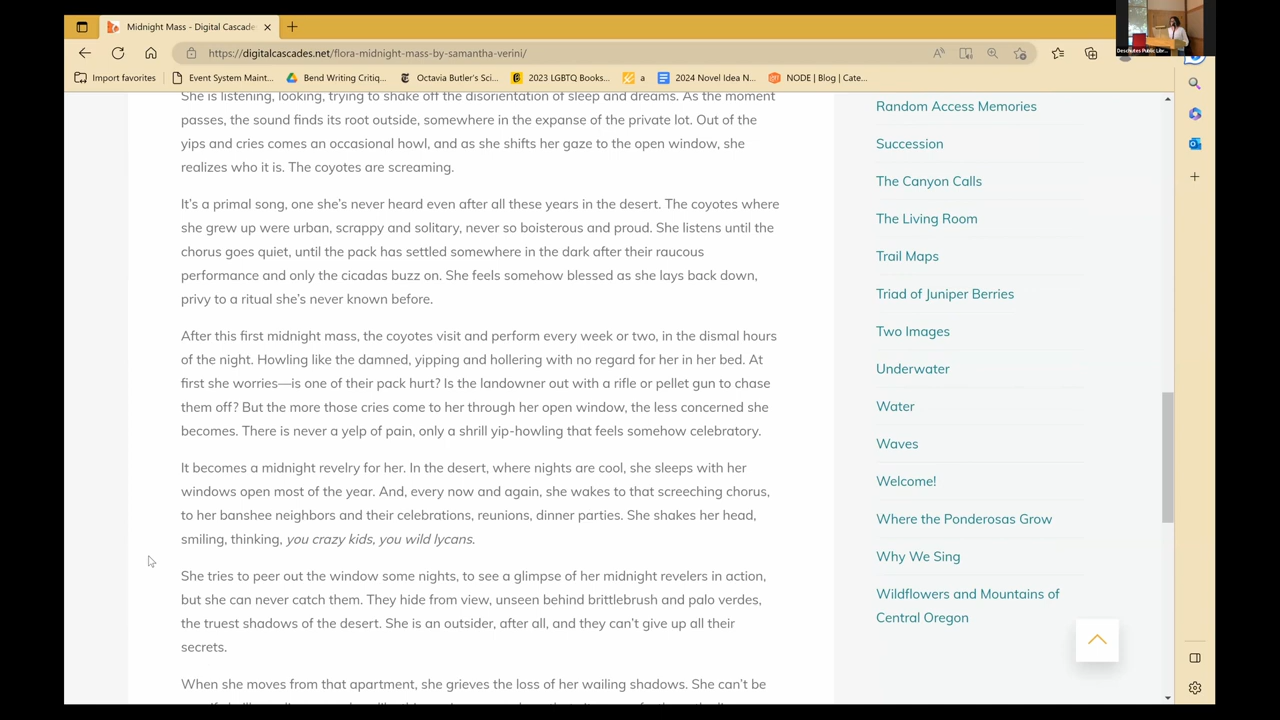 Midnight Mass - Digital Cascade
https://digitalcascades.net/flora-midnight-mass-by-samantha-verini/
Deschutes Public Libr...
Import favorites
Event System Maint...
Bend Writing Critiq...
Octavia Butler's Sci...
2023 LGBTQ Books...
a
2024 Novel Idea N...
NODE | Blog | Cate...
She is listening, looking, trying to shake off the disorientation of sleep and dreams. As the moment
passes, the sound finds its root outside, somewhere in the expanse of the private lot. Out of the
yips and cries comes an occasional howl, and as she shifts her gaze to the open window, she
realizes who it is. The coyotes are screaming.
It's a primal song, one she's never heard even after all these years in the desert. The coyotes where
she grew up were urban, scrappy and solitary, never so boisterous and proud. She listens until the
chorus goes quiet, until the pack has settled somewhere in the dark after their raucous
performance and only the cicadas buzz on. She feels somehow blessed as she lays back down,
privy to a ritual she's never known before.
After this first midnight mass, the coyotes visit and perform every week or two, in the dismal hours
of the night. Howling like the damned, yipping and hollering with no regard for her in her bed. At
first she worries—is one of their pack hurt? Is the landowner out with a rifle or pellet gun to chase
them off? But the more those cries come to her through her open window, the less concerned she
becomes. There is never a yelp of pain, only a shrill yip-howling that feels somehow celebratory.
It becomes a midnight revelry for her. In the desert, where nights are cool, she sleeps with her
windows open most of the year. And, every now and again, she wakes to that screeching chorus,
to her banshee neighbors and their celebrations, reunions, dinner parties. She shakes her head,
smiling, thinking, you crazy kids, you wild lycans.
She tries to peer out the window some nights, to see a glimpse of her midnight revelers in action,
but she can never catch them. They hide from view, unseen behind brittlebrush and palo verdes,
the truest shadows of the desert. She is an outsider, after all, and they can't give up all their
secrets.
When she moves from that apartment, she grieves the loss of her wailing shadows. She can't be
Random Access Memories
Succession
The Canyon Calls
The Living Room
Trail Maps
Triad of Juniper Berries
Two Images
Underwater
Water
Waves
Welcome!
Where the Ponderosas Grow
Why We Sing
Wildflowers and Mountains of
Central Oregon